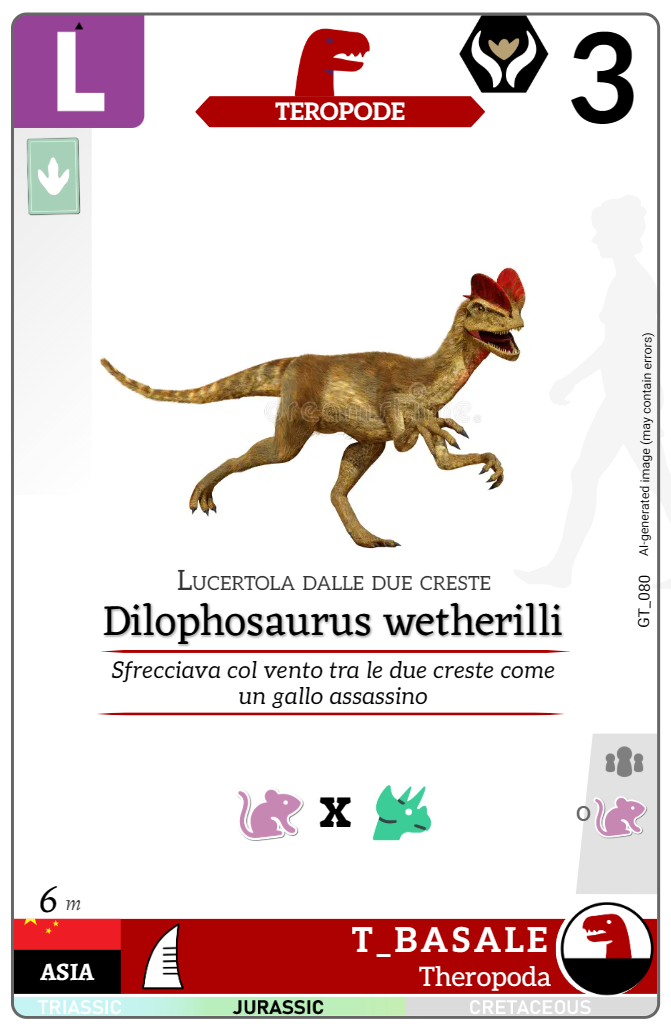 L
TEROPODE
3
AI-generated image (may contain errors)
GT_080
dreamstime.
LUCERTOLA DALLE DUE CRESTE
Dilophosaurus wetherilli
Sfrecciava col vento tra le due creste come
un gallo assassino
x
O
6 m
T_BASALE
ASIA
Theropoda
TRIASSIC
JURASSIC
CRETACEOUS